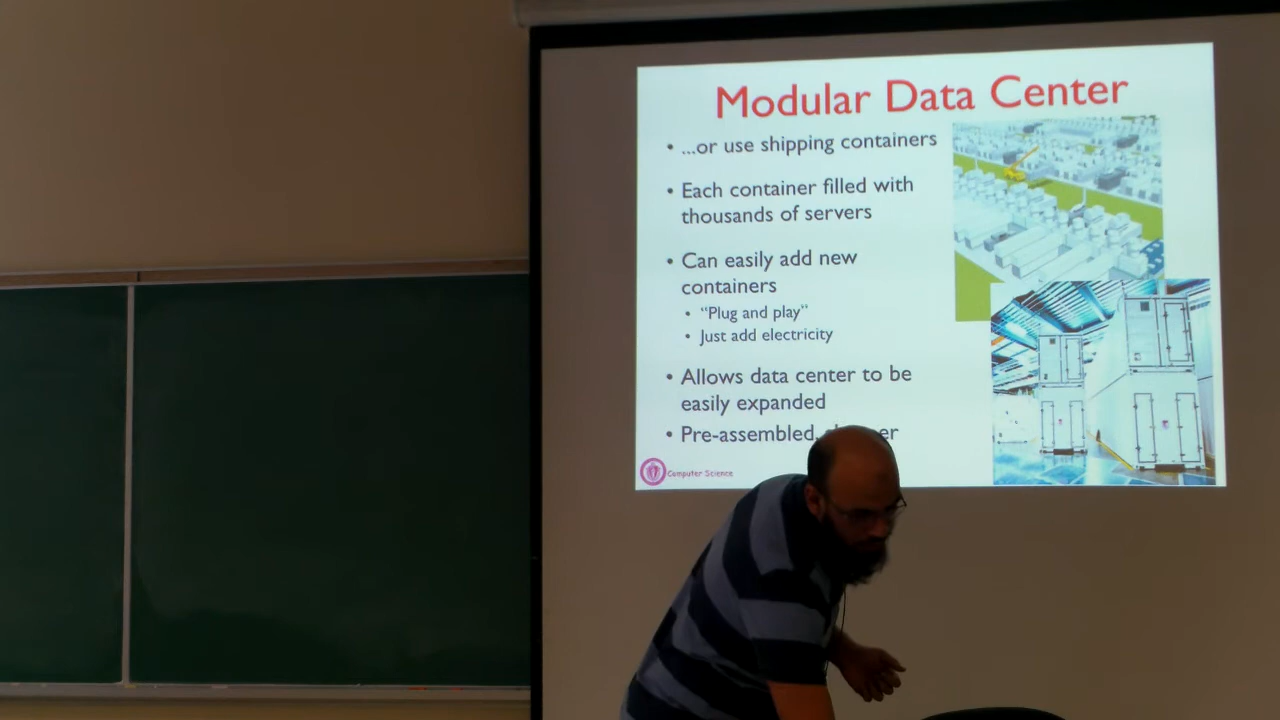 Modular Data Center
• ...or use shipping containers
• Each container filled with
thousands of servers
• Can easily add new
containers
• "Plug and play"
• Just add electricity
• Allows data center to be
easily expanded
• Pre-assembled,
Computer Science